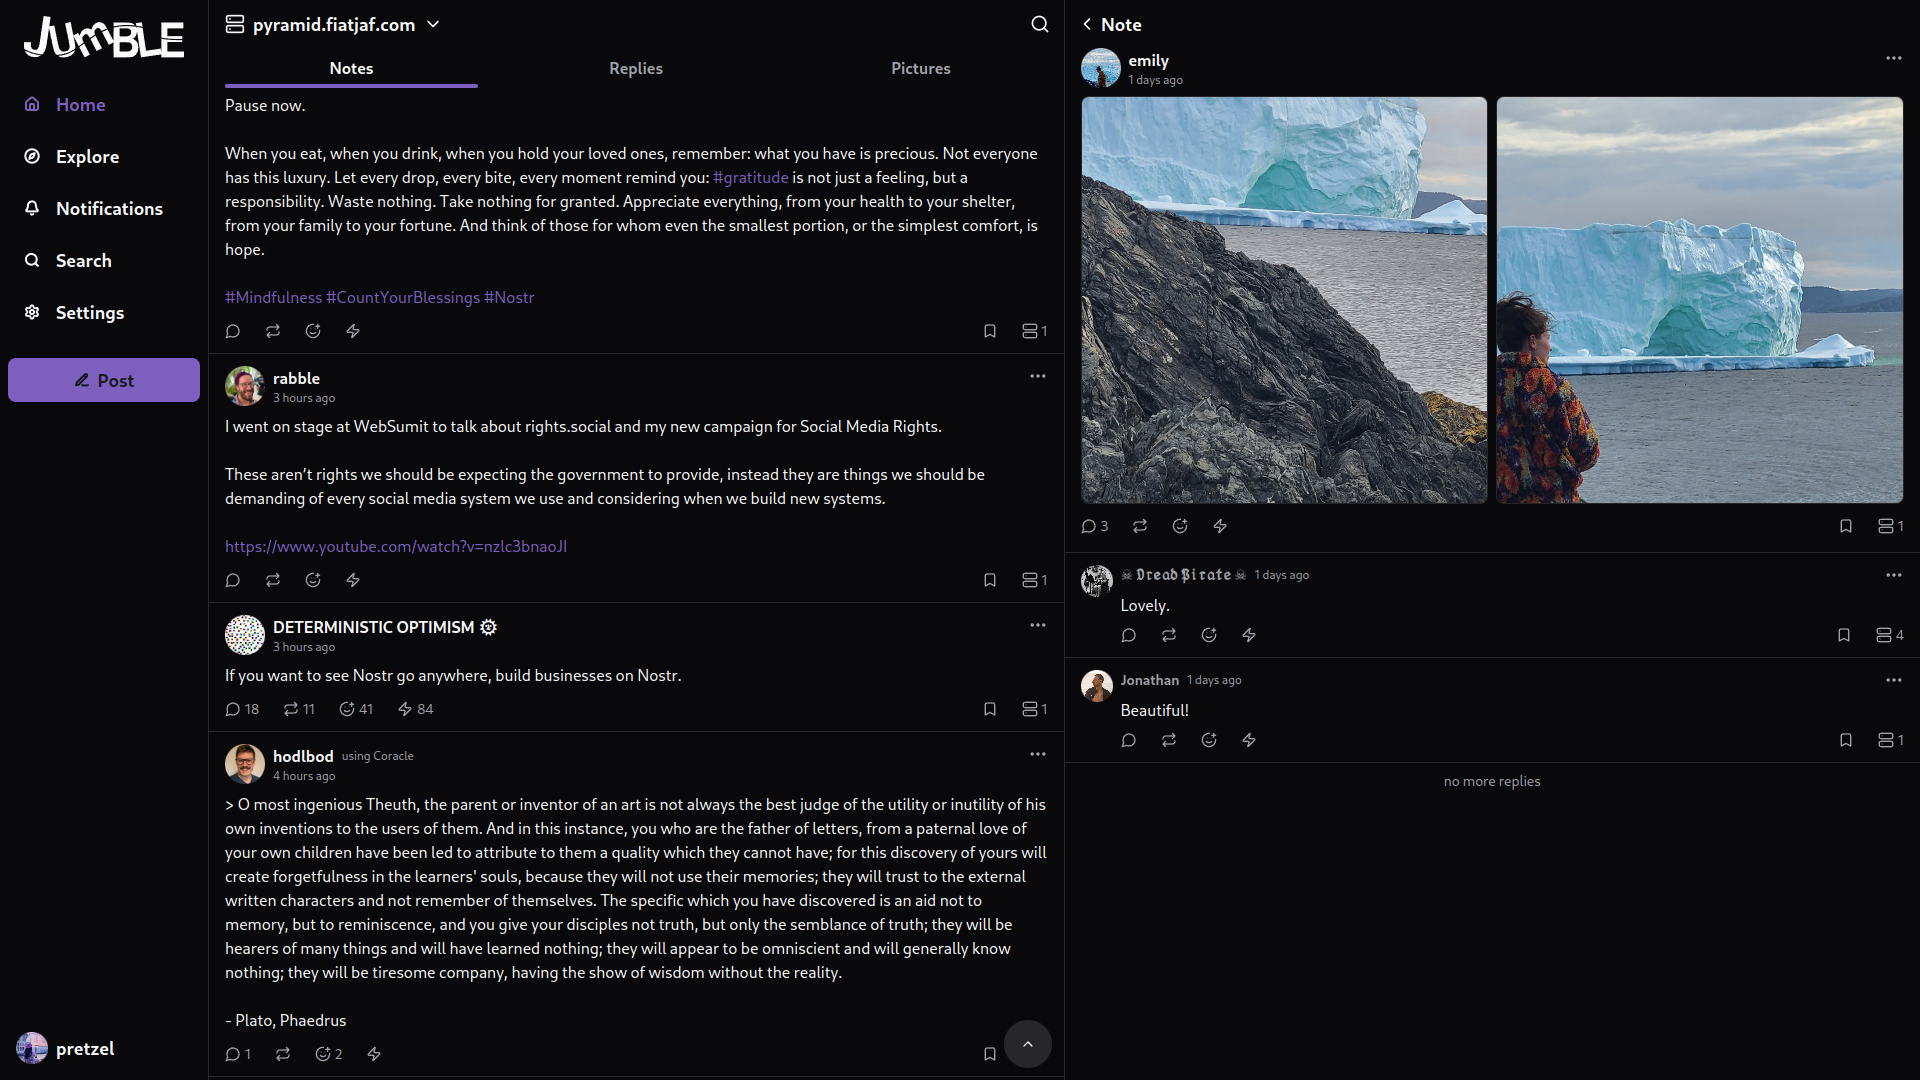 JUMBLE
Home
Explore
Notifications
Search
Settings
Post
pretzel
pyramid.fiatjaf.com
Notes
Replies
Pictures
Pause now.
When you eat, when you drink, when you hold your loved ones, remember: what you have is precious. Not everyone
has this luxury. Let every drop, every bite, every moment remind you: #gratitude is not just a feeling, but a
responsibility. Waste nothing. Take nothing for granted. Appreciate everything, from your health to your shelter,
from your family to your fortune. And think of those for whom even the smallest portion, or the simplest comfort, is
hope.
#Mindfulness #CountYourBlessings #Nostr
1
rabble
3 hours ago
I went on stage at WebSumit to talk about rights.social and my new campaign for Social Media Rights.
These aren’t rights we should be expecting the government to provide, instead they are things we should be
demanding of every social media system we use and considering when we build new systems.
https://www.youtube.com/watch?v=nzlc3bnaoJI
1
DETERMINISTIC OPTIMISM
3 hours ago
If you want to see Nostr go anywhere, build businesses on Nostr.
18 11 41 84 1
hodlbod using Coracle
4 hours ago
> O most ingenious Theuth, the parent or inventor of an art is not always the best judge of the utility or inutility of his
own inventions to the users of them. And in this instance, you who are the father of letters, from a paternal love of
your own children have been led to attribute to them a quality which they cannot have; for this discovery of yours will
create forgetfulness in the learners' souls, because they will not use their memories; they will trust to the external
written characters and not remember of themselves. The specific which you have discovered is an aid not to
memory, but to reminiscence, and you give your disciples not truth, but only the semblance of truth; they will be
hearers of many things and will have learned nothing; they will appear to be omniscient and will generally know
nothing; they will be tiresome company, having the show of wisdom without the reality.
- Plato, Phaedrus
1 2
Note
emily
1 days ago
3 1
☠ 𝕯𝖗𝖊𝖆𝖉 𝕻𝖎𝖗𝖆𝖙𝖊 ☠ 1 days ago
Lovely.
4
Jonathan 1 days ago
Beautiful!
1
no more replies